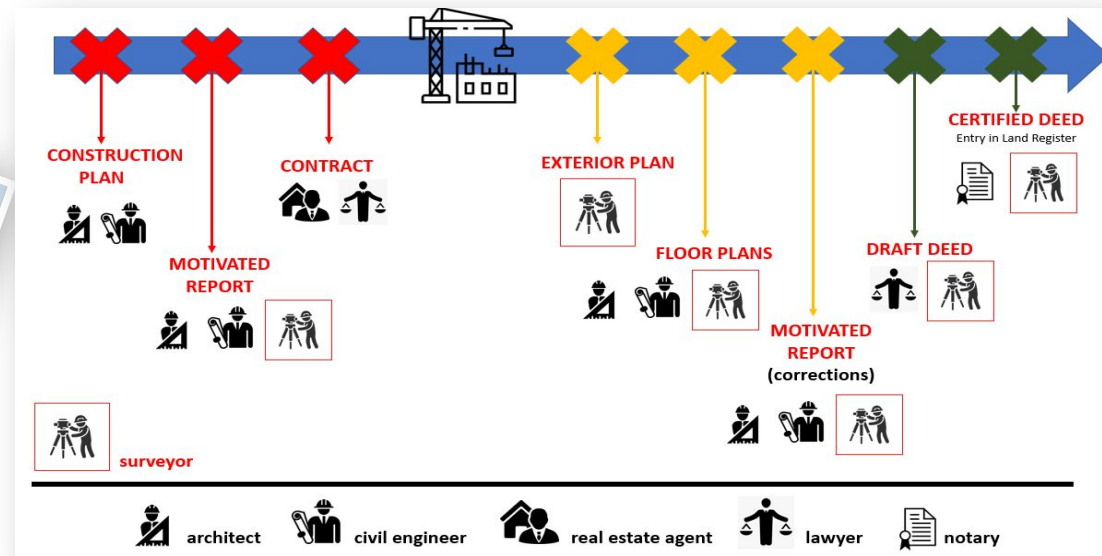 CONSTRUCTION
PLAN
MOTIVATED
REPORT
CONTRACT
EXTERIOR PLAN
FLOOR PLANS
MOTIVATED
REPORT
(corrections)
DRAFT DEED
CERTIFIED DEED
Entry in Land Register
surveyor
architect
civil engineer
real estate agent
lawyer
notary